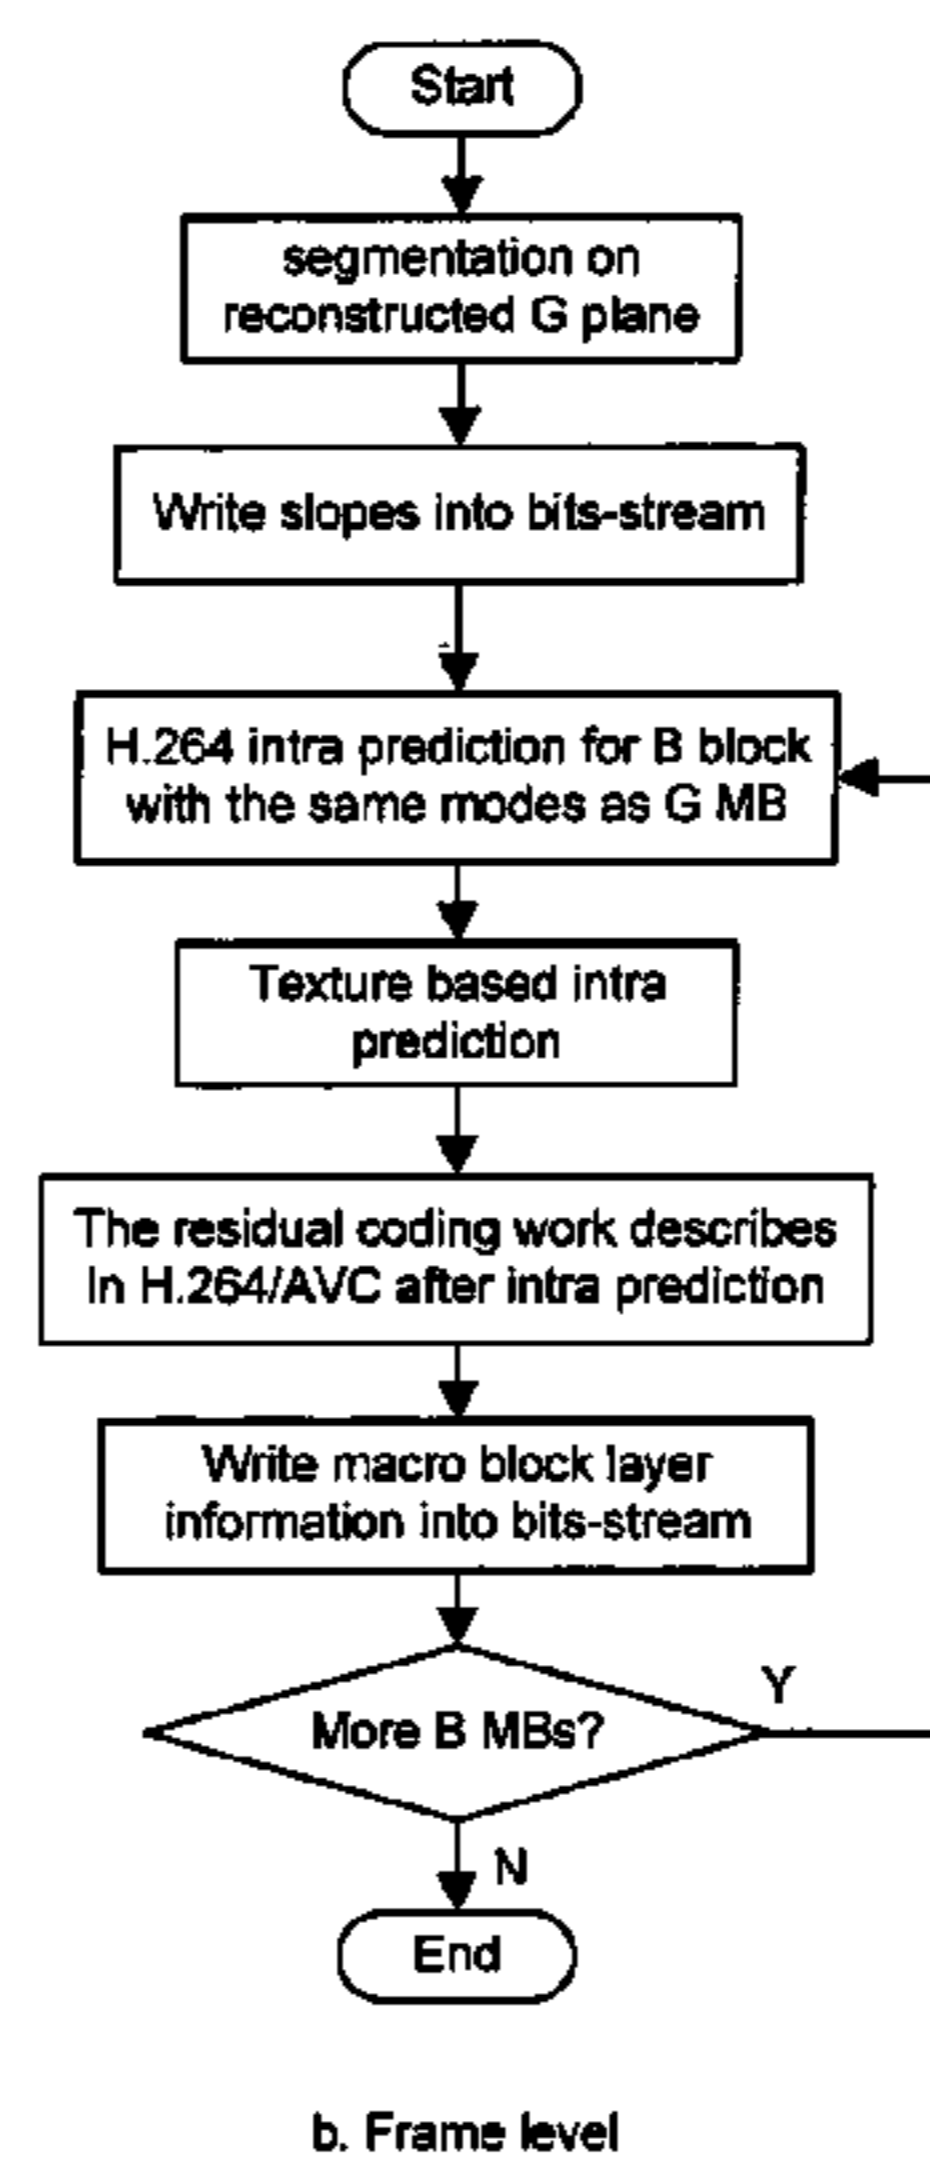 Start
segmentation on
reconstructed G plane
Write slopes into bits-stream
H.264 intra prediction for B block
with the same modes as G MB
Texture based intra
prediction
The residual coding work describes
In H.264/AVC after intra prediction
Write macro block layer
information into bits-stream
More B MBs?
Y
N
End
b. Frame level